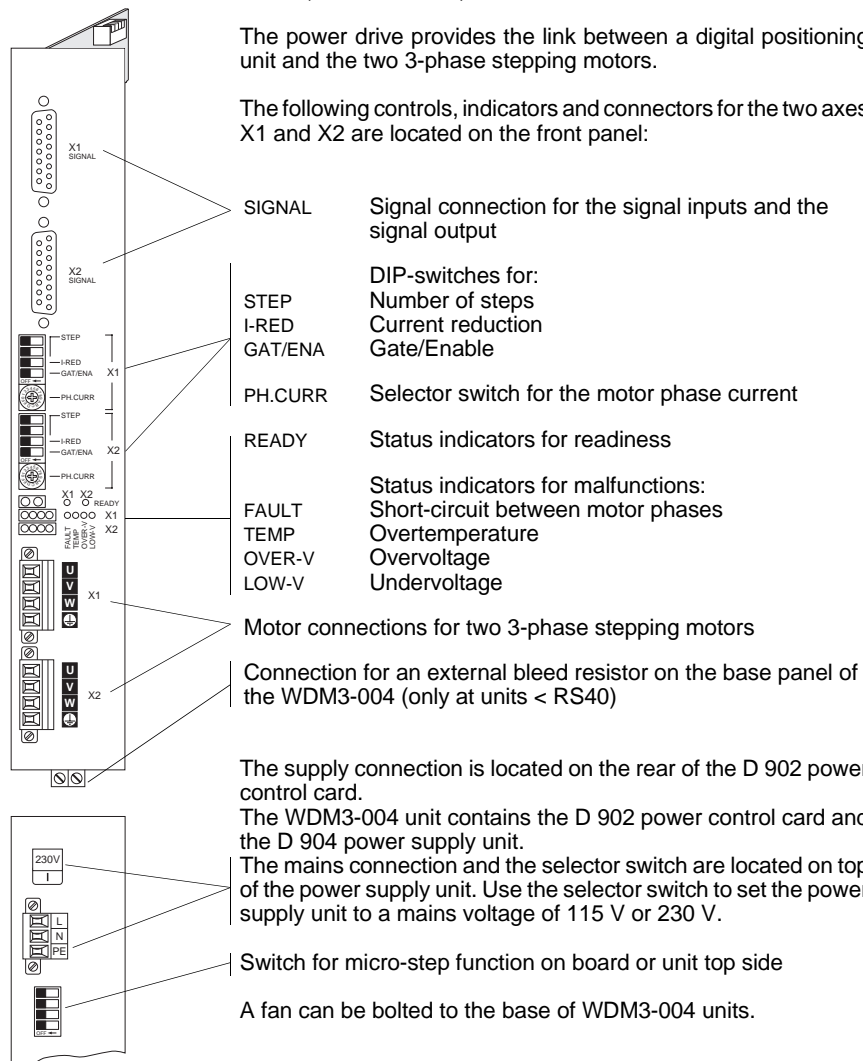 The power drive provides the link between a digital positioning
unit and the two 3-phase stepping motors.
The following controls, indicators and connectors for the two axes
X1 and X2 are located on the front panel:
X1
SIGNAL
X2
SIGNAL
SIGNAL Signal connection for the signal inputs and the
signal output
DIP-switches for:
STEP Number of steps
I-RED Current reduction
GAT/ENA Gate/Enable
PH.CURR Selector switch for the motor phase current
READY Status indicators for readiness
Status indicators for malfunctions:
FAULT Short-circuit between motor phases
TEMP Overtemperature
OVER-V Overvoltage
LOW-V Undervoltage
STEP
I-RED
GAT/ENA X1
OFF
PH.CURR
STEP
I-RED
GAT/ENA X2
OFF
PH.CURR
X1 X2
READY
X1
X2
FAULT
TEMP
OVER-V
LOW-V
U
V
W
X1
U
V
W
X2
Motor connections for two 3-phase stepping motors
Connection for an external bleed resistor on the base panel of
the WDM3-004 (only at units < RS40)
The supply connection is located on the rear of the D 902 power
control card.
The WDM3-004 unit contains the D 902 power control card and
the D 904 power supply unit.
The mains connection and the selector switch are located on top
of the power supply unit. Use the selector switch to set the power
supply unit to a mains voltage of 115 V or 230 V.
230V
I
L
N
PE
OFF
Switch for micro-step function on board or unit top side
A fan can be bolted to the base of WDM3-004 units.